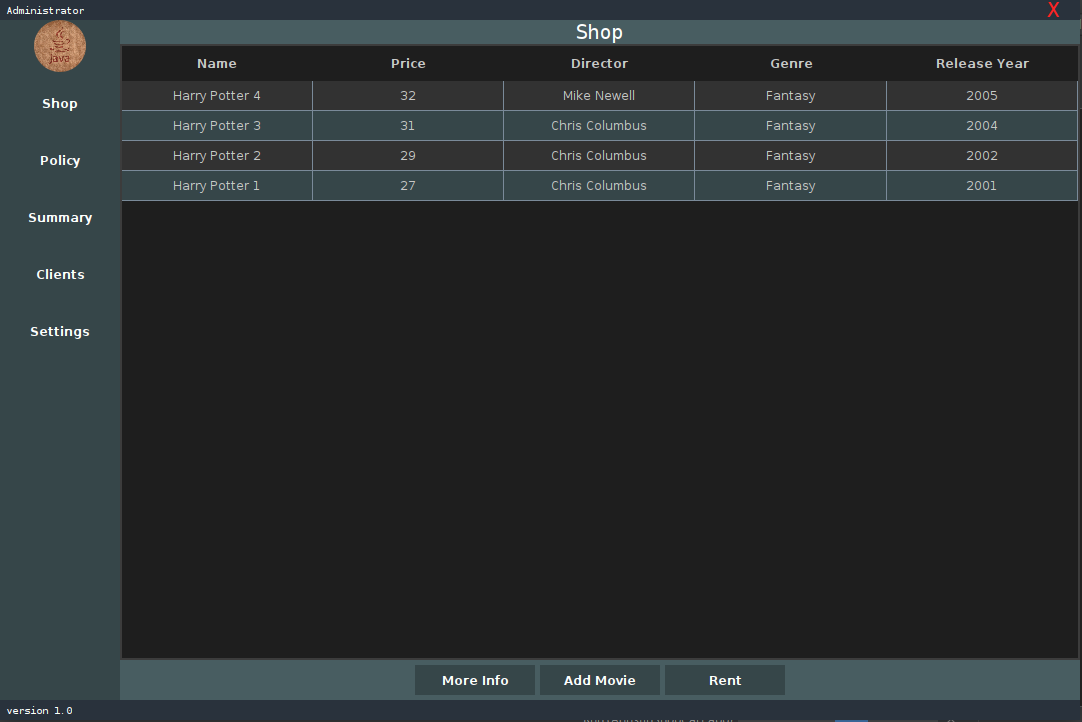 Administrator X
Java
Shop
Name Price Director Genre Release Year
Harry Potter 4 32 Mike Newell Fantasy 2005
Harry Potter 3 31 Chris Columbus Fantasy 2004
Harry Potter 2 29 Chris Columbus Fantasy 2002
Harry Potter 1 27 Chris Columbus Fantasy 2001
Shop
Policy
Summary
Clients
Settings
More Info Add Movie Rent
version 1.0